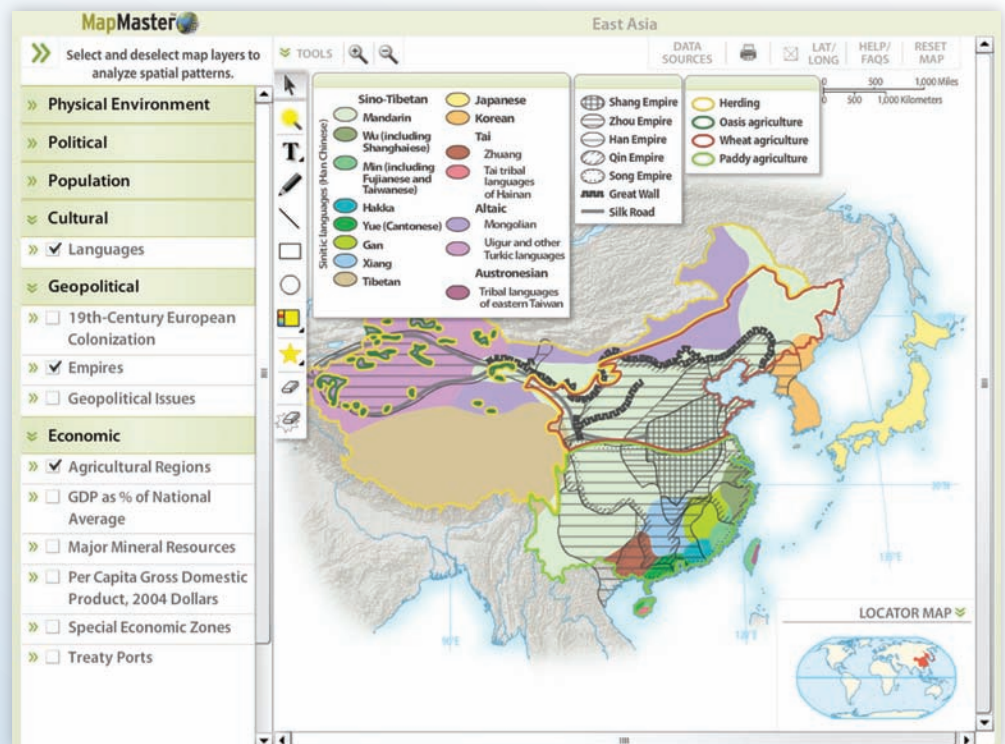 MapMaster™
East Asia
Select and deselect map layers to
analyze spatial patterns.
TOOLS
DATA
SOURCES
LAT/
LONG
HELP/
FAQS
RESET
MAP
Physical Environment
Political
Population
Cultural
Languages
Geopolitical
19th-Century European
Colonization
Empires
Geopolitical Issues
Economic
Agricultural Regions
GDP as % of National
Average
Major Mineral Resources
Per Capita Gross Domestic
Product, 2004 Dollars
Special Economic Zones
Treaty Ports
T
Sinitic languages (Han Chinese)
Sino-Tibetan
Mandarin
Wu (including
Shanghaiese)
Min (including
Fujianese and
Taiwanese)
Hakka
Yue (Cantonese)
Gan
Xiang
Tibetan
Japanese
Korean
Tai
Zhuang
Tai tribal
languages
of Hainan
Altaic
Mongolian
Uigur and other
Turkic languages
Austronesian
Tribal languages
of eastern Taiwan
Shang Empire
Zhou Empire
Han Empire
Qin Empire
Song Empire
Great Wall
Silk Road
Herding
Oasis agriculture
Wheat agriculture
Paddy agriculture
0 500 1,000 Miles
0 500 1,000 Kilometers
90°E
LOCATOR MAP